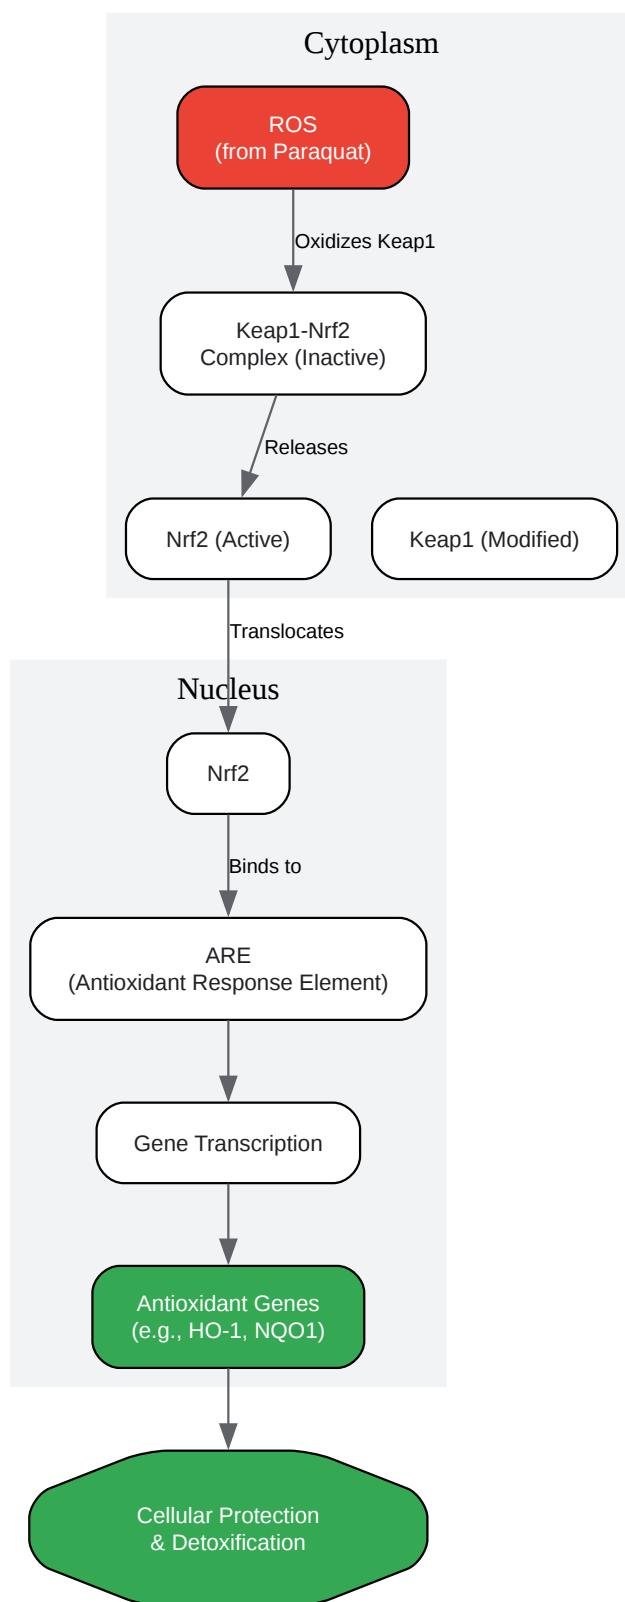 Cytoplasm
ROS
(from Paraquat)
Oxidizes Keap1
Keap1-Nrf2
Complex (Inactive)
Releases
Nrf2 (Active)
Keap1 (Modified)
Translocates
Nucleus
Nrf2
Binds to
ARE
(Antioxidant Response Element)
Gene Transcription
Antioxidant Genes
(e.g., HO-1, NQO1)
Cellular Protection
& Detoxification